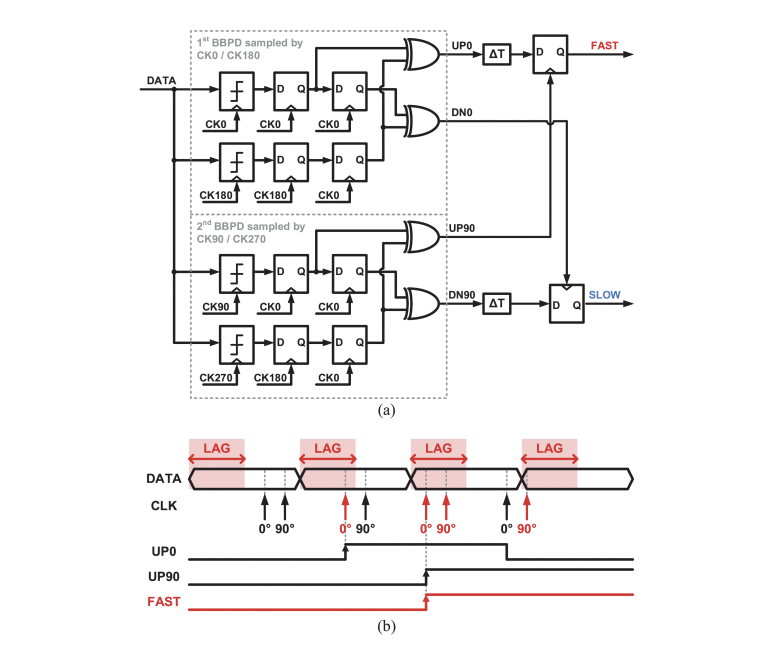 1st BBPD sampled by
CK0 / CK180
UP0
ΔT
D Q
FAST
DATA
D Q
D Q
CK0
CK0
CK0
DN0
D Q
D Q
CK180
CK180
CK0
2nd BBPD sampled by
CK90 / CK270
UP90
D Q
D Q
CK90
CK0
CK0
DN90
ΔT
D Q
SLOW
D Q
D Q
CK270
CK180
CK0
(a)
LAG LAG LAG LAG
DATA
CLK
0° 90° 0° 90° 0° 90° 0° 90°
UP0
UP90
FAST
(b)